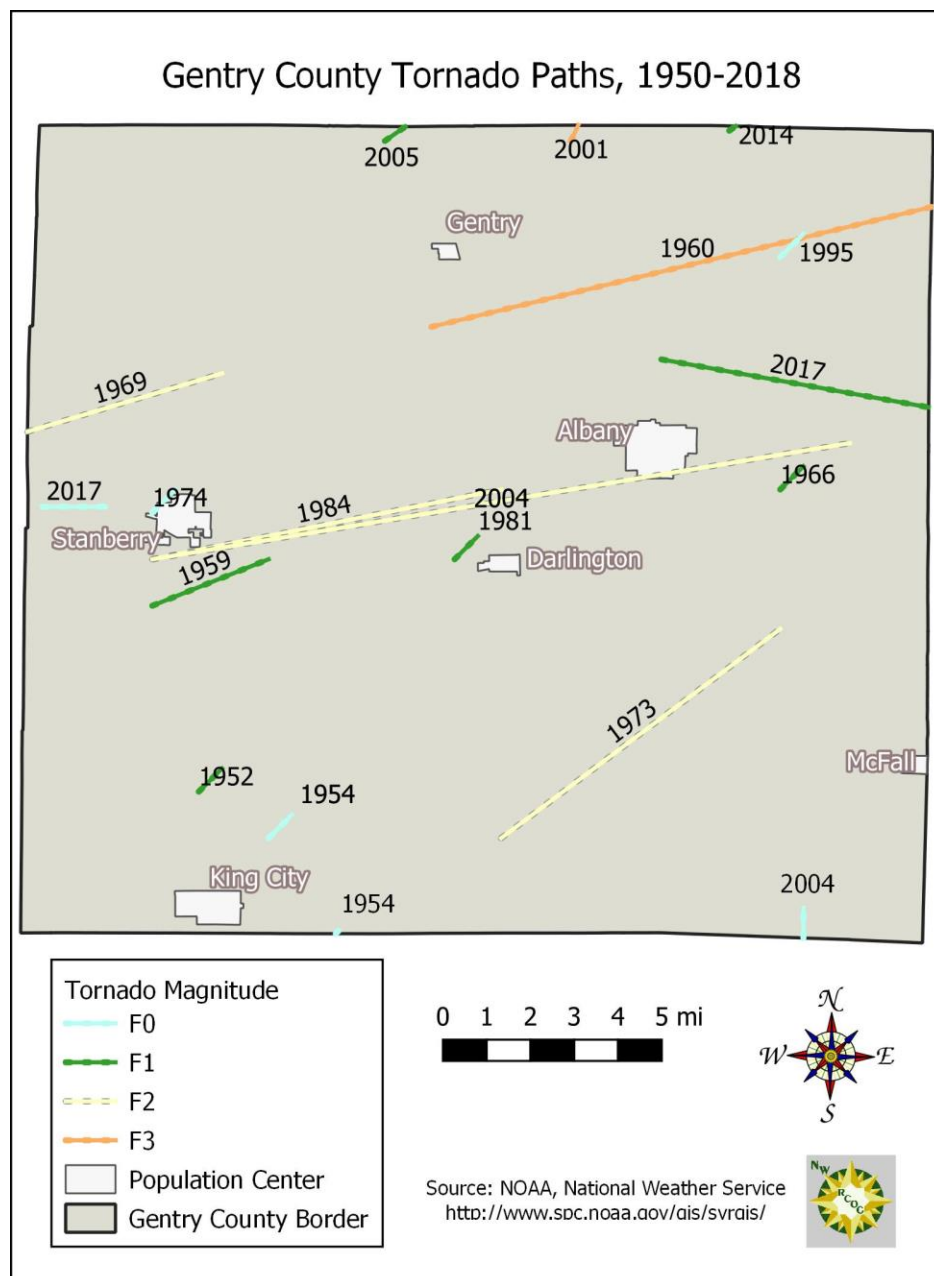 Gentry County Tornado Paths, 1950-2018
2005
2001
2014
Gentry
1960
1995
1969
2017
Albany
2017
1974
1984
2004
1966
Stanberry
1981
1959
Darlington
1973
McFall
1952
1954
King City
1954
2004
Tornado Magnitude
F0
F1
F2
F3
Population Center
Gentry County Border
0 1 2 3 4 5 mi
N
W E
S
Source: NOAA, National Weather Service
http://www.spc.noaa.gov/gis/svrgis/
NW
RCOG